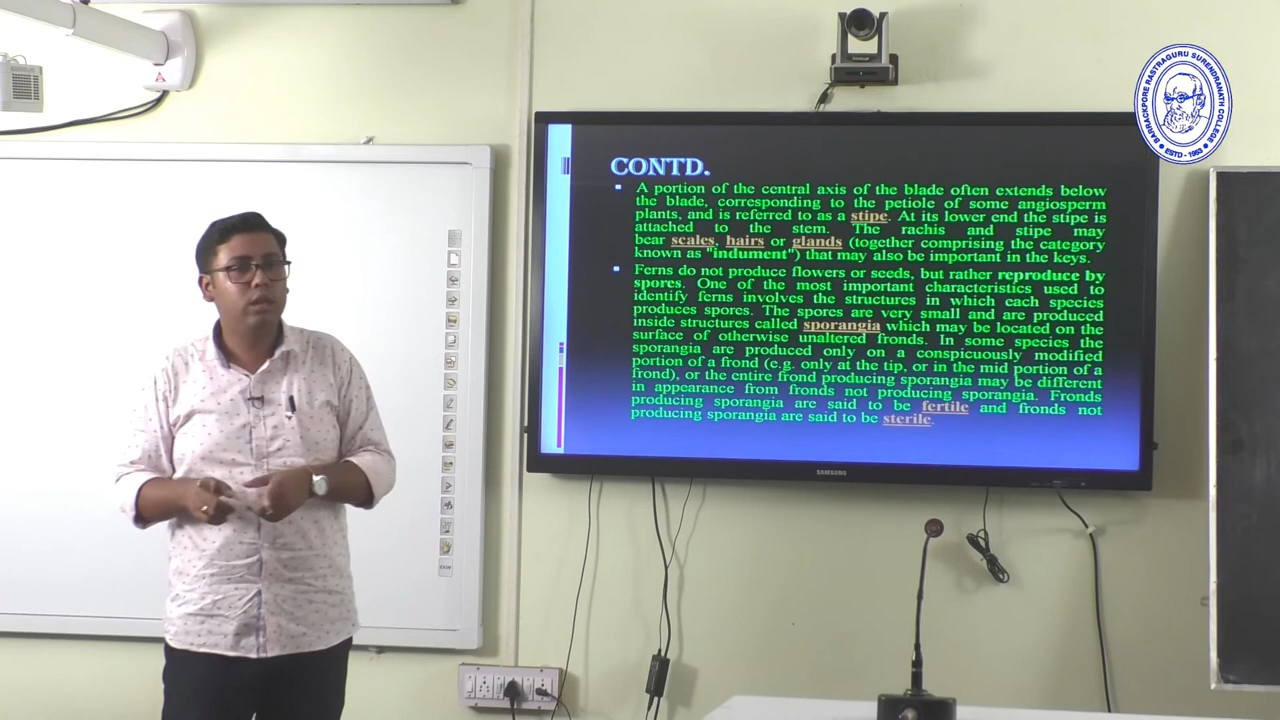 BARRACKPORE RASTRAGURU SURENDRANATH COLLEGE
ESTD - 1953
CONTD.
A portion of the central axis of the blade often extends below
the blade, corresponding to the petiole of some angiosperm
plants, and is referred to as a stipe. At its lower end the stipe is
attached to the stem. The rachis and stipe may
bear scales, hairs or glands (together comprising the category
known as "indument") that may also be important in the keys.
Ferns do not produce flowers or seeds, but rather reproduce by
spores. One of the most important characteristics used to
identify ferns involves the structures in which each species
produces spores. The spores are very small and are produced
inside structures called sporangia which may be located on the
surface of otherwise unaltered fronds. In some species the
sporangia are produced only on a conspicuously modified
portion of a frond (e.g. only at the tip, or in the mid portion of a
frond), or the entire frond producing sporangia may be different
in appearance from fronds not producing sporangia. Fronds
producing sporangia are said to be fertile and fronds not
producing sporangia are said to be sterile.
SAMSUNG